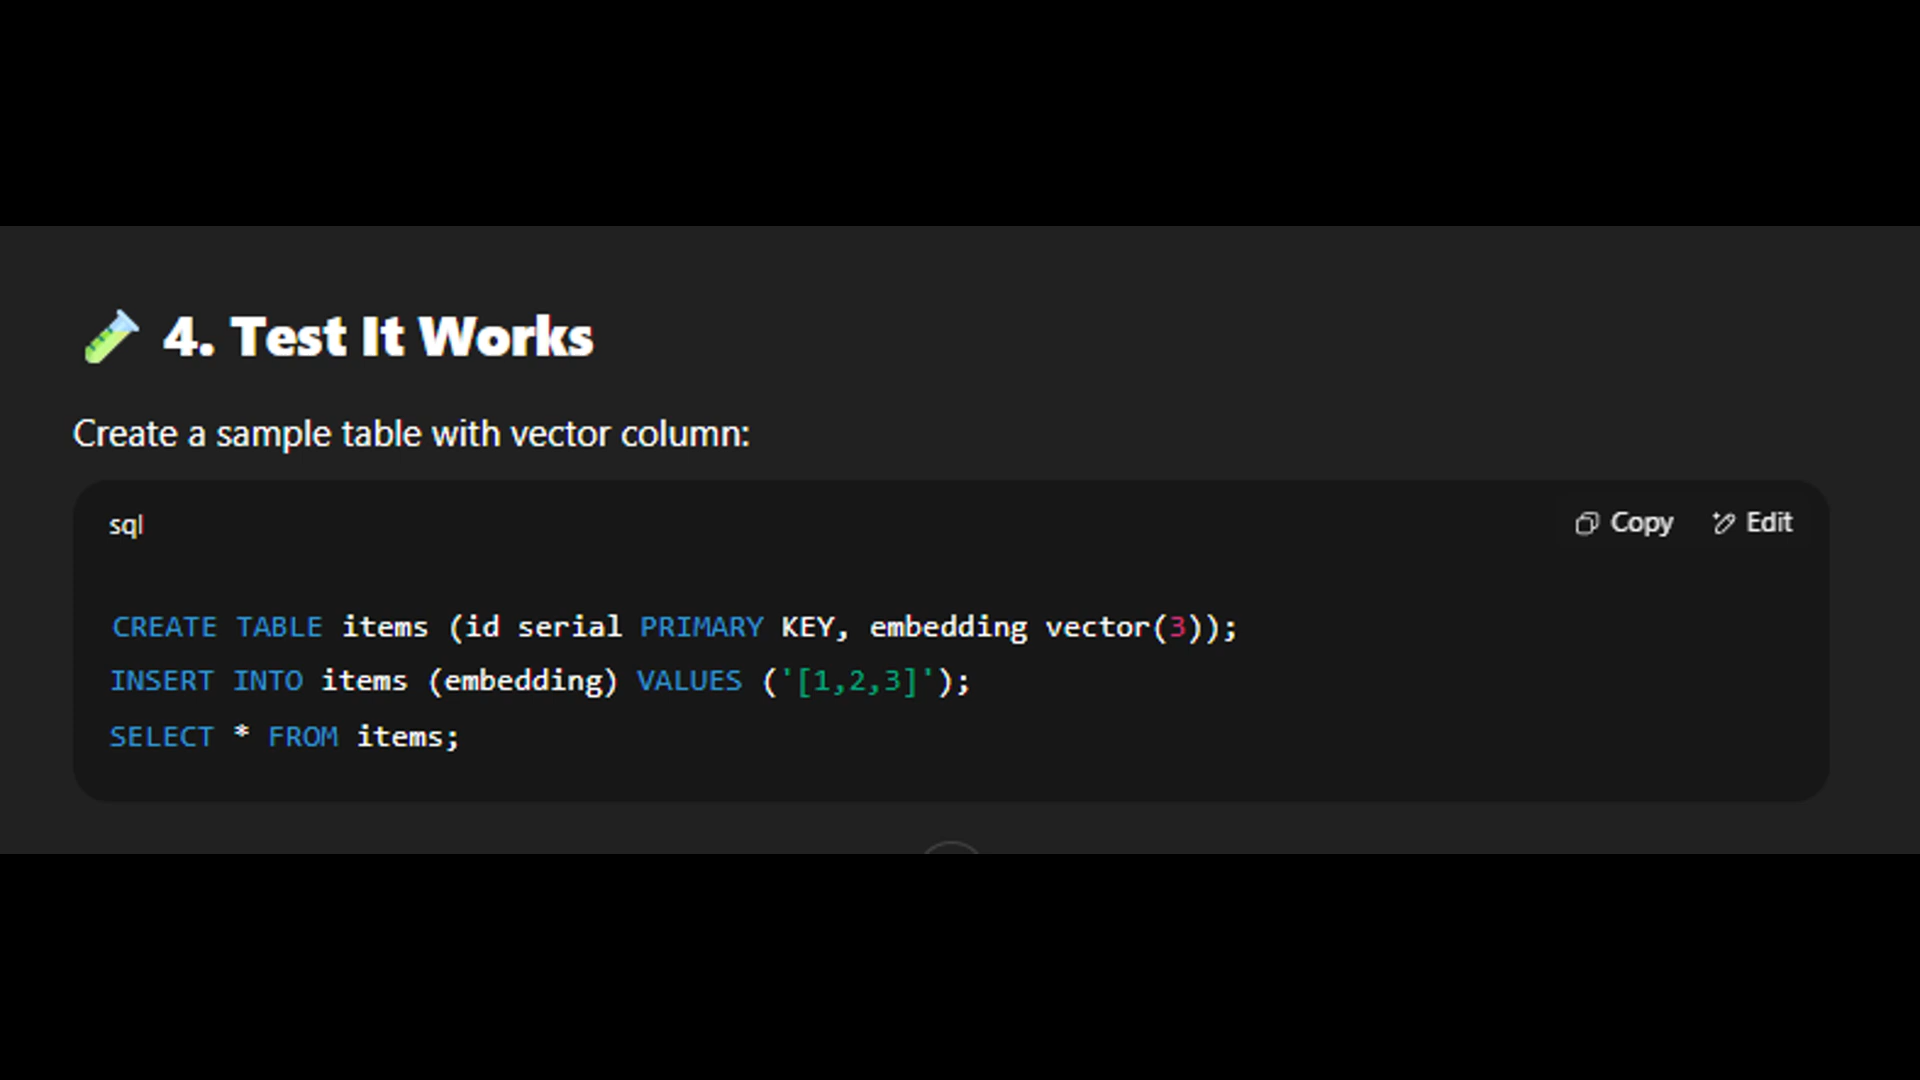 4. Test It Works
Create a sample table with vector column:
sql
Copy
Edit
CREATE TABLE items (id serial PRIMARY KEY, embedding vector(3));
INSERT INTO items (embedding) VALUES ('[1,2,3]');
SELECT * FROM items;